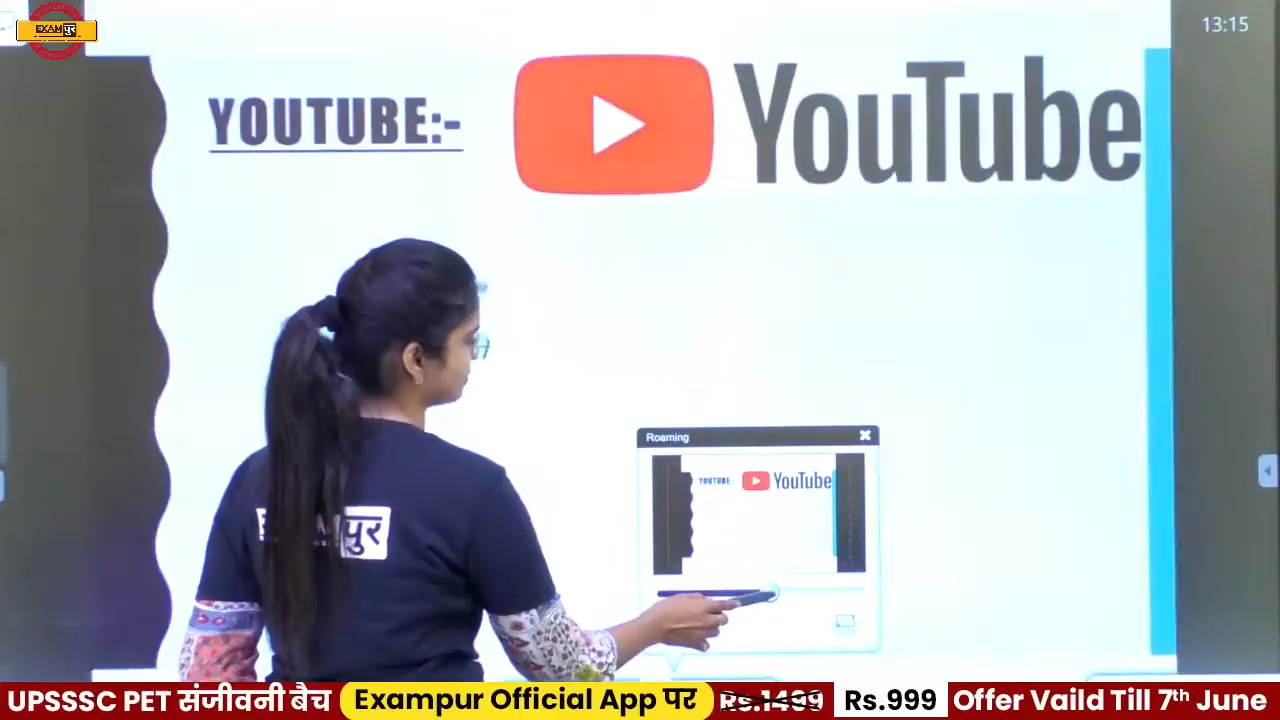 EXAMपुर
13:15
YOUTUBE:-
YouTube
Roaming
YOUTUBE:-
YouTube
पुर
UPSSSC PET संजीवनी बैच
Exampur Official App पर
Rs.1499
Rs.999
Offer Vaild Till 7th June